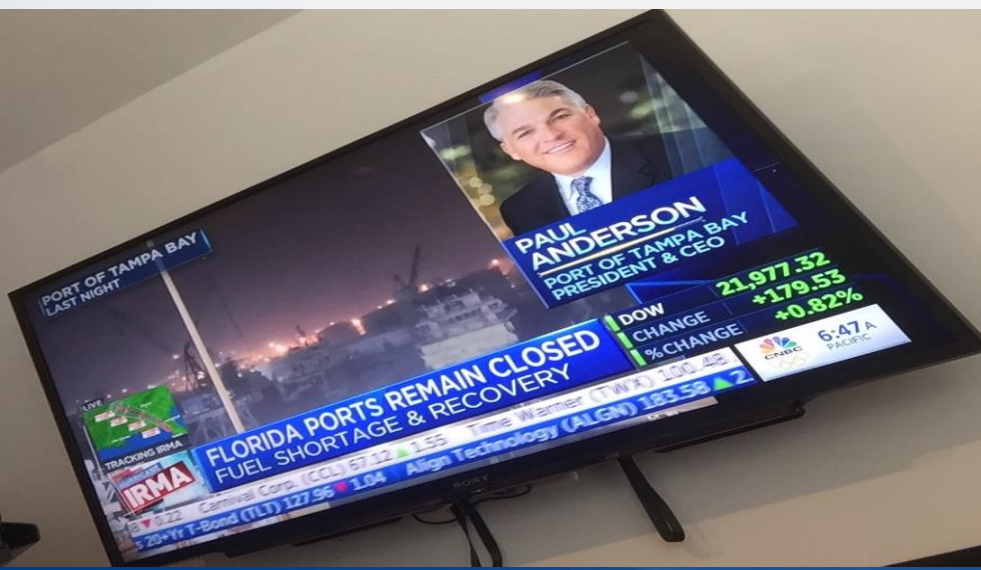 PORT OF TAMPA BAY
LAST NIGHT
PAUL
ANDERSON
PORT OF TAMPA BAY
PRESIDENT & CEO
DOW 21,977.32
CHANGE +179.53
%CHANGE +0.82%
CNBC
6:47 A
PACIFIC
FLORIDA PORTS REMAIN CLOSED
FUEL SHORTAGE & RECOVERY
LIVE
TRACKING IRMA
IRMA
0.22 Carnival Corp. (CCL) 67.12 ▲ 1.55 Time Warner (TWX) 100.48
20+Yr T-Bond (TLT) 127.96 ▼ 1.04 Align Technology (ALGN) 183.58 ▲ 2
SONY